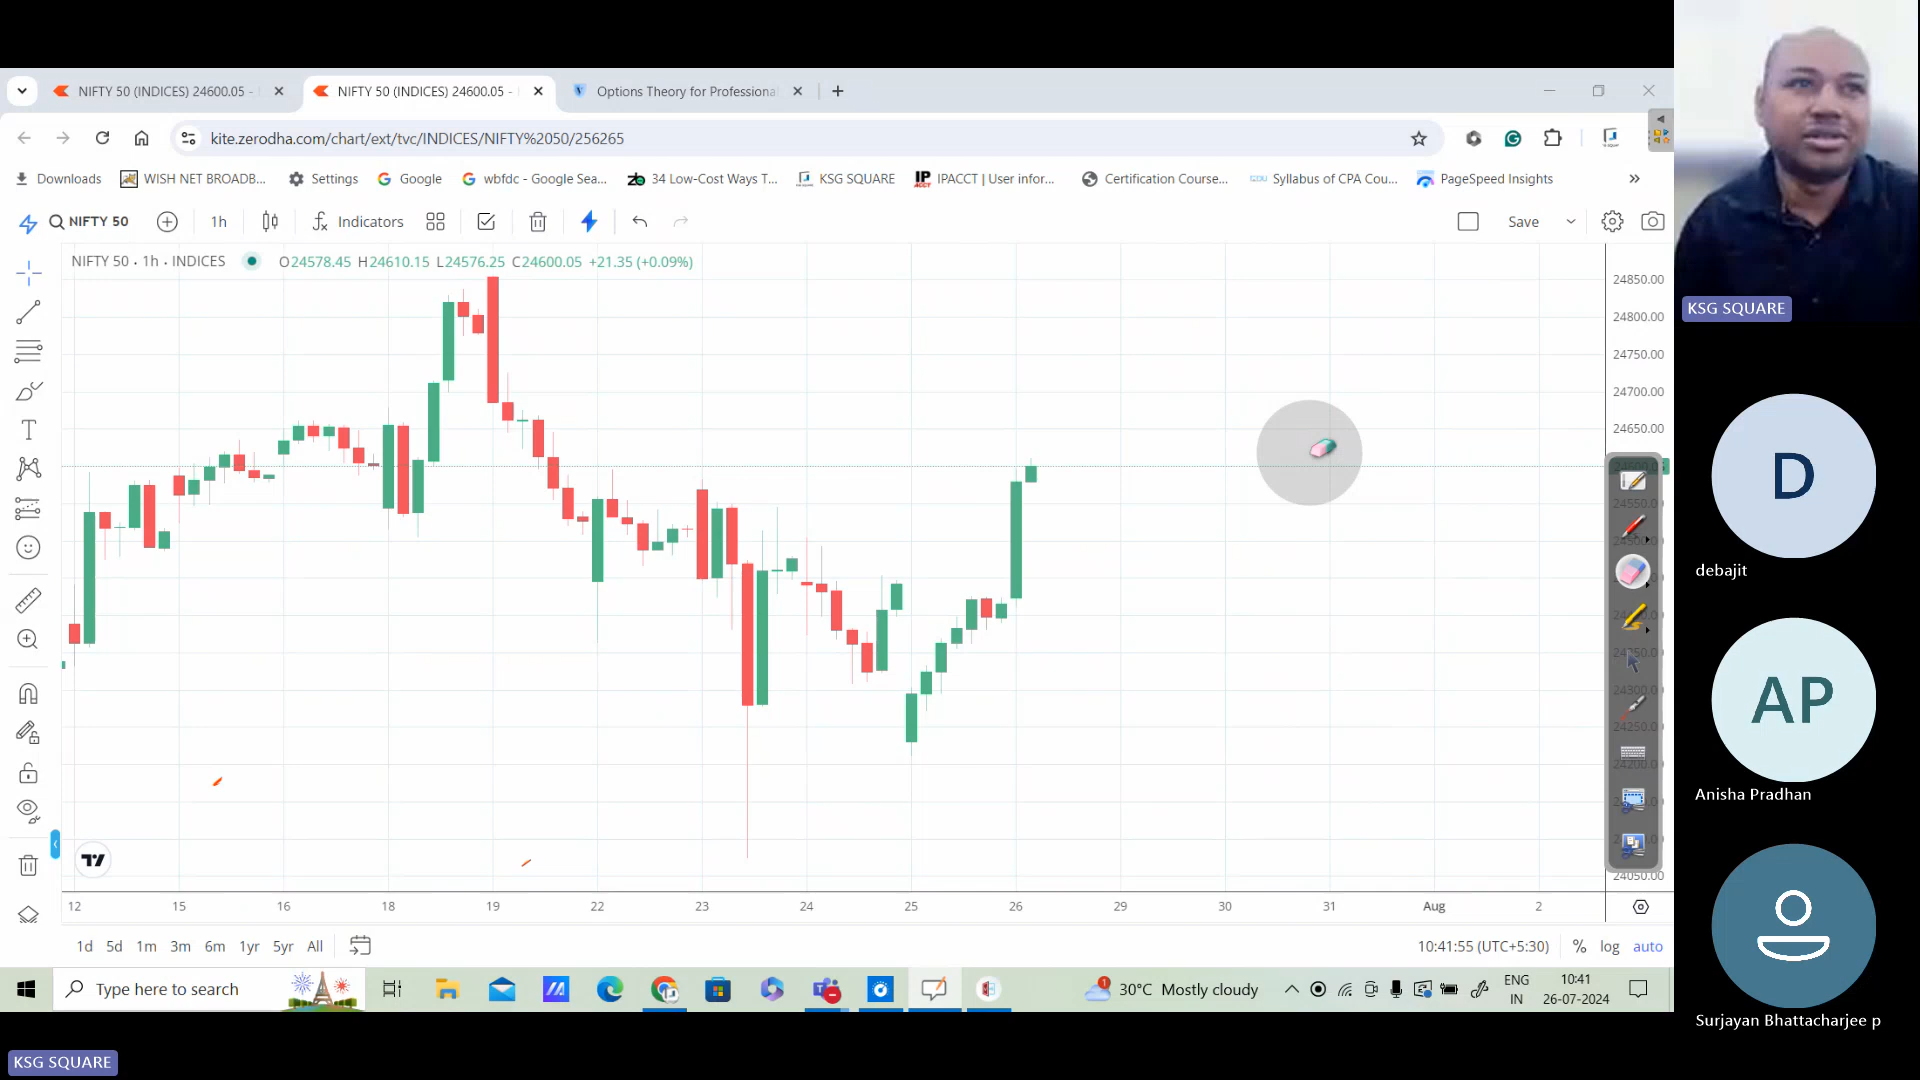 NIFTY 50 (INDICES) 24600.05 -
NIFTY 50 (INDICES) 24600.05 -
Options Theory for Professiona
kite.zerodha.com/chart/ext/tvc/INDICES/NIFTY%2050/256265
Downloads
WISH NET BROADB...
Settings
Google
wbfdc - Google Sea...
34 Low-Cost Ways T...
KSG SQUARE
IPACCT | User infor...
Certification Course...
Syllabus of CPA Cou...
PageSpeed Insights
NIFTY 50
1h
Indicators
Save
NIFTY 50 · 1h · INDICES
O24578.45 H24610.15 L24576.25 C24600.05 +21.35 (+0.09%)
24850.00
24800.00
24750.00
24700.00
24650.00
24050.00
12 15 16 18 19 22 23 24 25 26 29 30 31 Aug 2
1d 5d 1m 3m 6m 1yr 5yr All
10:41:55 (UTC+5:30) % log auto
Type here to search
30°C Mostly cloudy
ENG
IN
10:41
26-07-2024
KSG SQUARE
KSG SQUARE
D
debajit
AP
Anisha Pradhan
Surjayan Bhattacharjee p